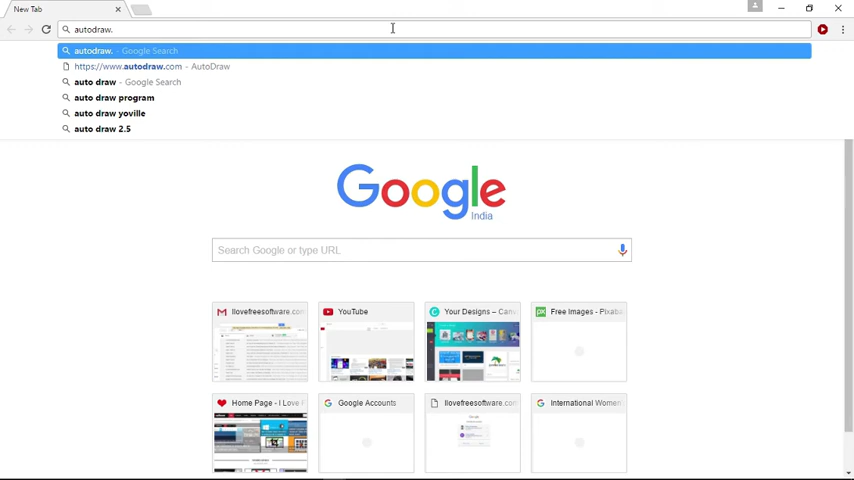 New Tab
autodraw.
autodraw. - Google Search
https://www.autodraw.com - AutoDraw
auto draw - Google Search
auto draw program
auto draw yoville
auto draw 2.5
Google
India
Search Google or type URL
Ilovefreesoftware.com
YouTube
Your Designs – Can
Free Images - Pixab
Home Page - I Love F
Google Accounts
Ilovefreesoftware.com
International Women